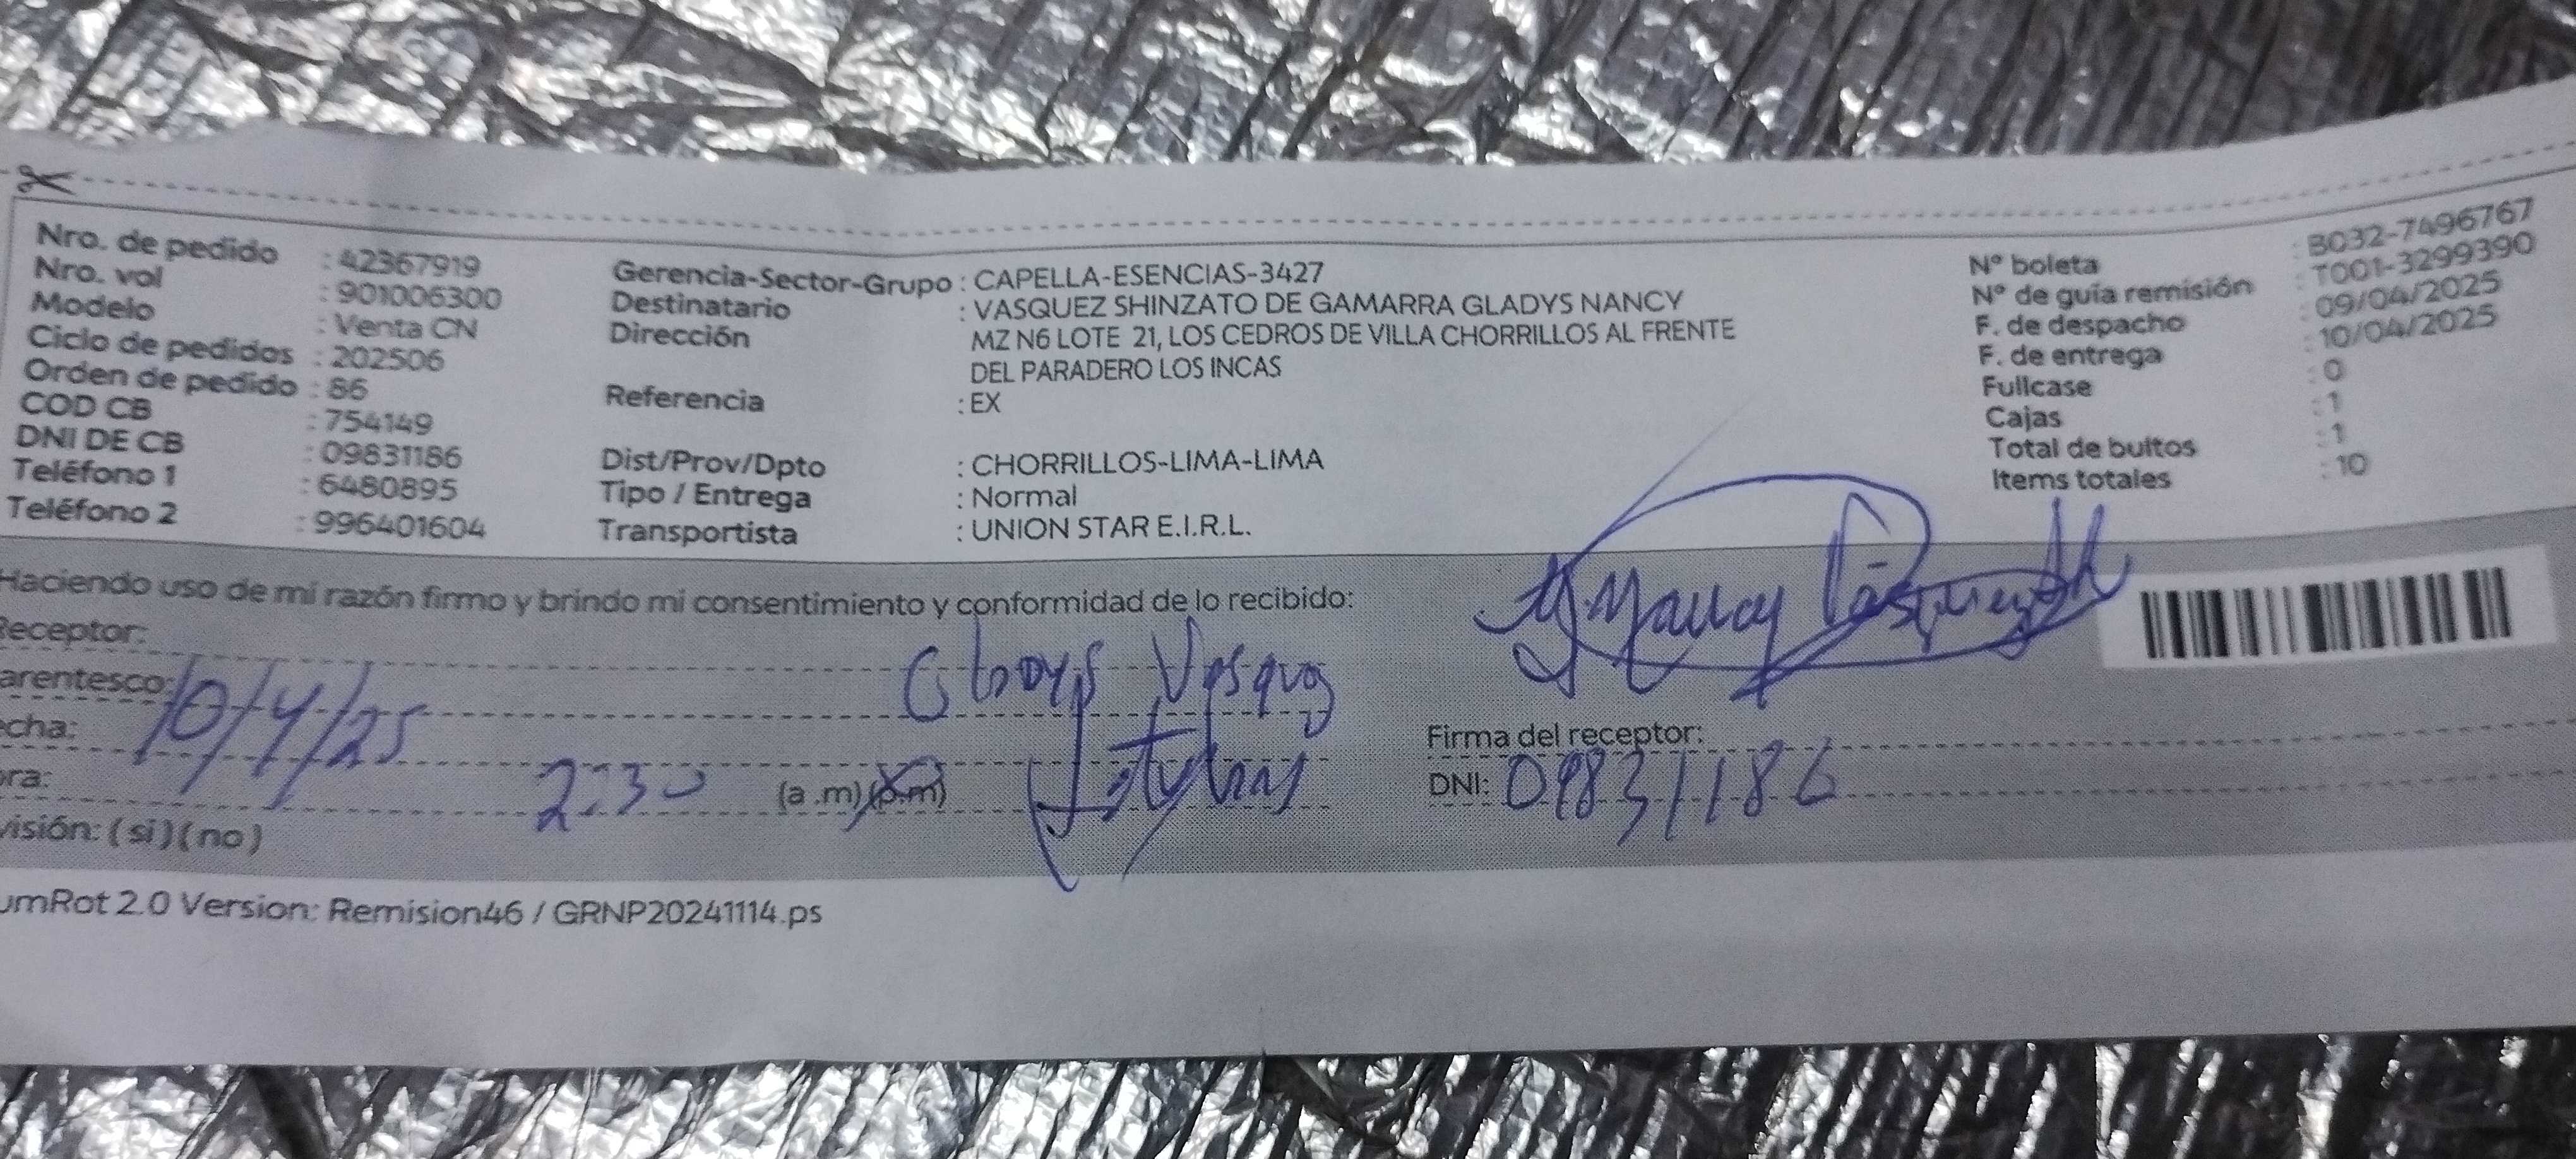 Nro. de pedido : 42367919
Nro. vol : 901006300
Modelo : Venta CN
Ciclo de pedidos : 202506
Orden de pedido : 86
COD CB : 754149
DNI DE CB : 09831186
Teléfono 1 : 6480895
Teléfono 2 : 996401604
Gerencia-Sector-Grupo : CAPELLA-ESENCIAS-3427
Destinatario : VASQUEZ SHINZATO DE GAMARRA GLADYS NANCY
Dirección MZ N6 LOTE 21, LOS CEDROS DE VILLA CHORRILLOS AL FRENTE
DEL PARADERO LOS INCAS
Referencia : EX
Dist/Prov/Dpto : CHORRILLOS-LIMA-LIMA
Tipo / Entrega : Normal
Transportista : UNION STAR E.I.R.L.
N° boleta : B032-7496767
N° de guía remisión : T001-3299390
F. de despacho : 09/04/2025
F. de entrega : 10/04/2025
Fullcase : 0
Cajas : 1
Total de bultos : 1
Items totales : 10
Haciendo uso de mi razón firmo y brindo mi consentimiento y conformidad de lo recibido:
Receptor:
arentesco:
echa: 10/4/25
ora: 2:30 (a.m)(p.m)
visión: (si)(no)
Nancy Vásquez
Firma del receptor:
DNI: 09831186
umRot 2.0 Version: Remision46 / GRNP20241114.ps